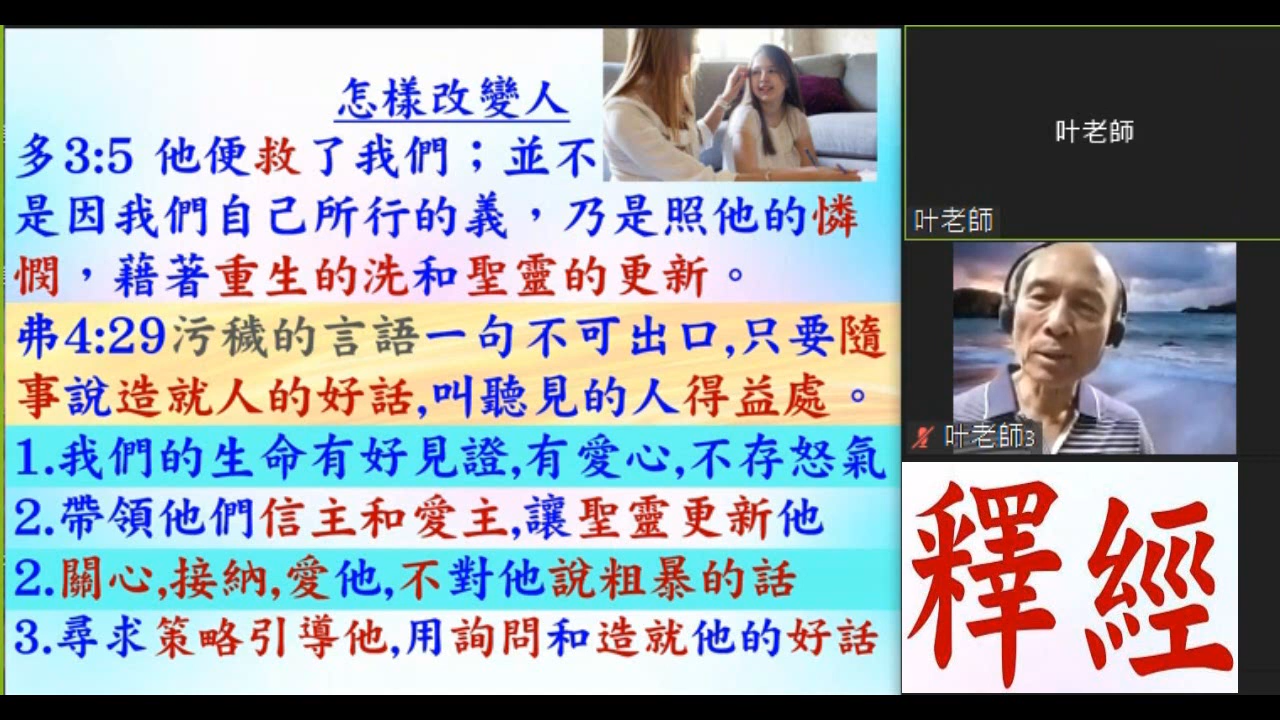 怎樣改變人
多3:5 他便救了我們；並不
是因我們自己所行的義，乃是照他的憐
憫，藉著重生的洗和聖靈的更新。
弗4:29污穢的言語一句不可出口,只要隨
事說造就人的好話,叫聽見的人得益處。
1.我們的生命有好見證,有愛心,不存怒氣
2.帶領他們信主和愛主,讓聖靈更新他
2.關心,接納,愛他,不對他說粗暴的話
3.尋求策略引導他,用詢問和造就他的好話
叶老師
叶老師
叶老師3
釋經